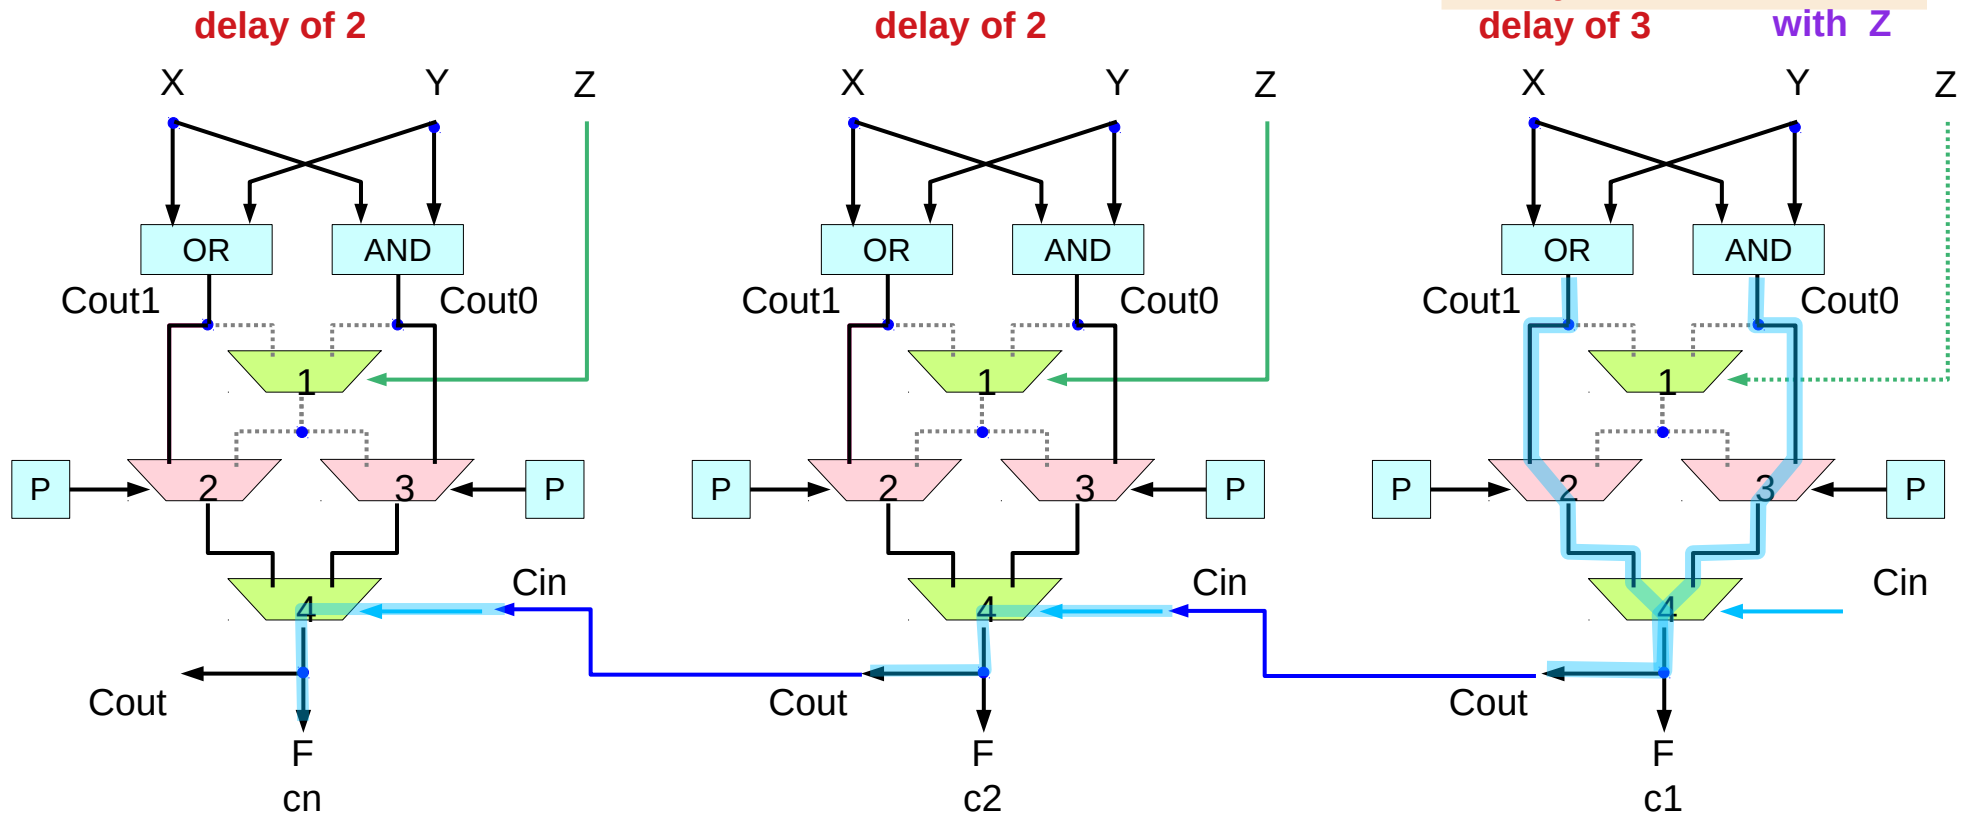 delay of 2
delay of 2
delay of 3
with Z
X Y Z
X Y Z
X Y Z
OR AND
OR AND
OR AND
Cout1 Cout0
Cout1 Cout0
Cout1 Cout0
1
1
1
P 2 3 P
P 2 3 P
P 2 3 P
4 Cin
4 Cin
4 Cin
Cout
Cout
Cout
F
F
F
cn
c2
c1